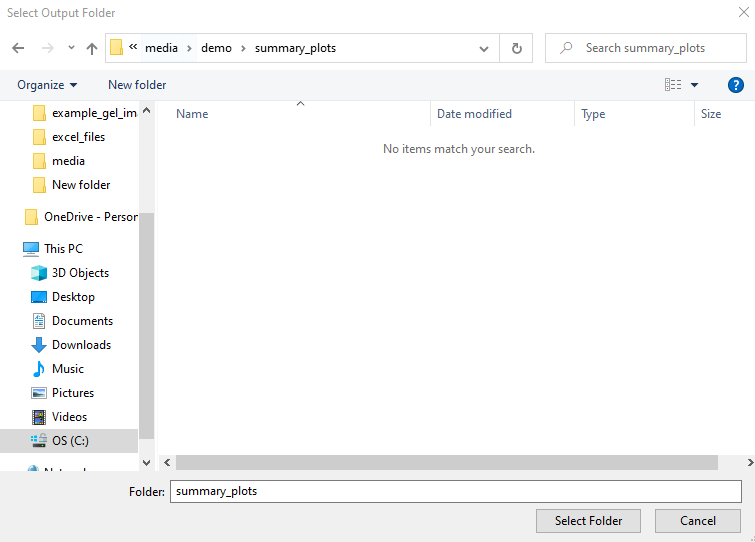 Select Output Folder
« media > demo > summary_plots
Search summary_plots
Organize
New folder
?
Name
Date modified
Type
Size
No items match your search.
example_gel_im
excel_files
media
New folder
OneDrive - Person
This PC
3D Objects
Desktop
Documents
Downloads
Music
Pictures
Videos
OS (C:)
Folder: summary_plots
Select Folder
Cancel